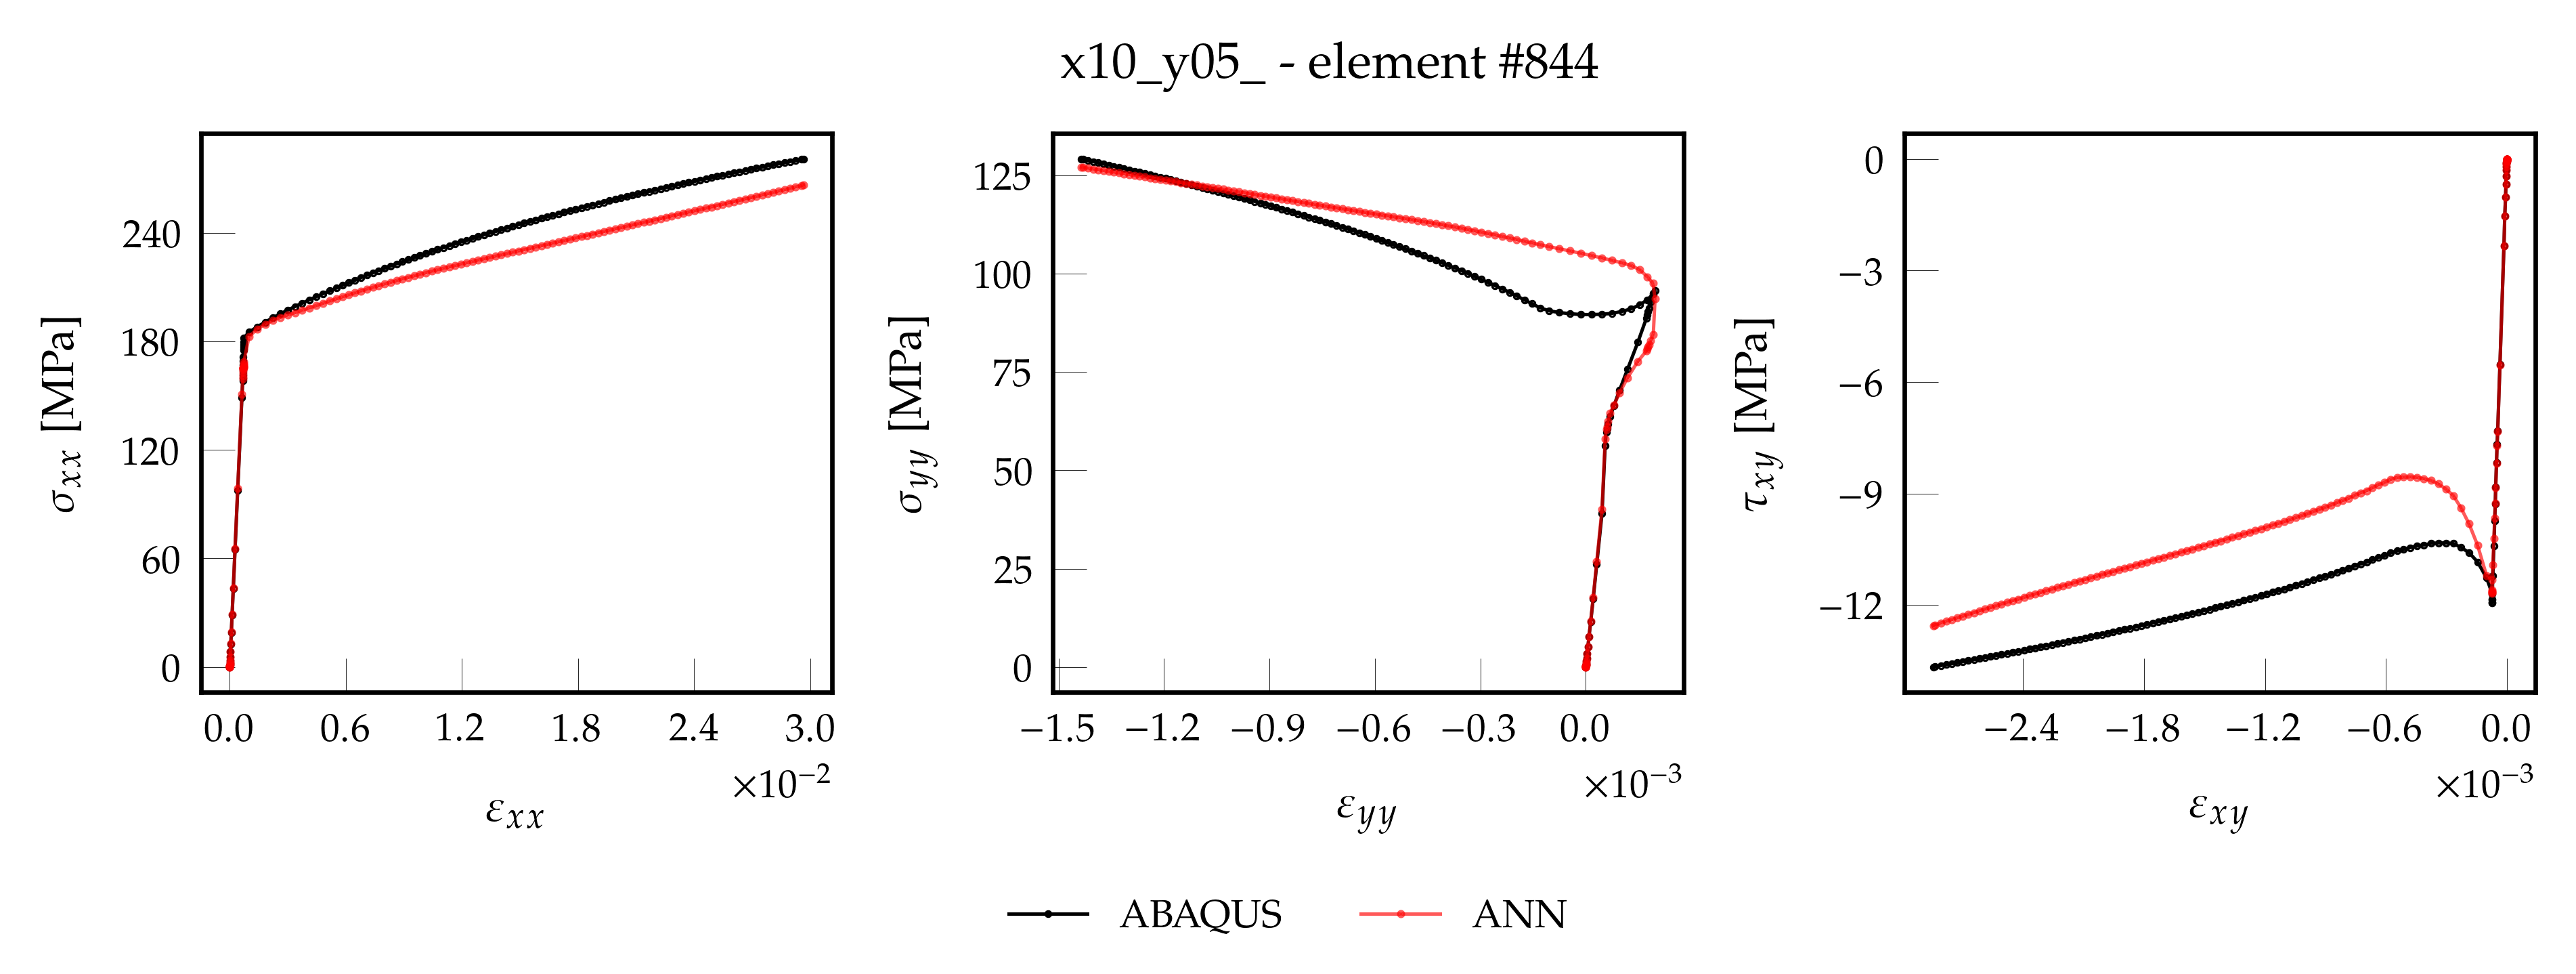 x10_y05_ - element #844
σxx [MPa]
240
180
120
60
0
0.0 0.6 1.2 1.8 2.4 3.0
×10−2
εxx
σyy [MPa]
125
100
75
50
25
0
−1.5 −1.2 −0.9 −0.6 −0.3 0.0
×10−3
εyy
τxy [MPa]
0
−3
−6
−9
−12
−2.4 −1.8 −1.2 −0.6 0.0
×10−3
εxy
ABAQUS ANN